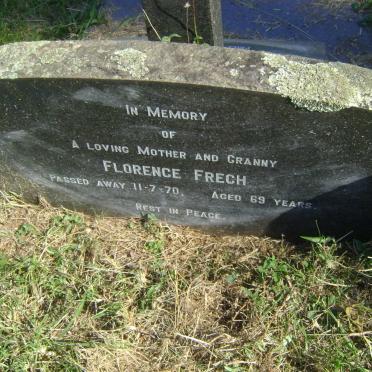 In Memory
of
A loving Mother and Granny
Florence Frech
Passed away 11-7-70 Aged 69 years
Rest in Peace